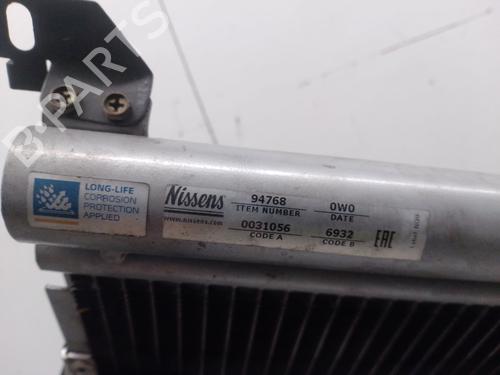 B-PARTS
LONG-LIFE
CORROSION
PROTECTION
APPLIED
Nissens
www.nissens.com
94768
ITEM NUMBER
0W0
DATE
0031056
CODE A
6932
CODE B
EAC